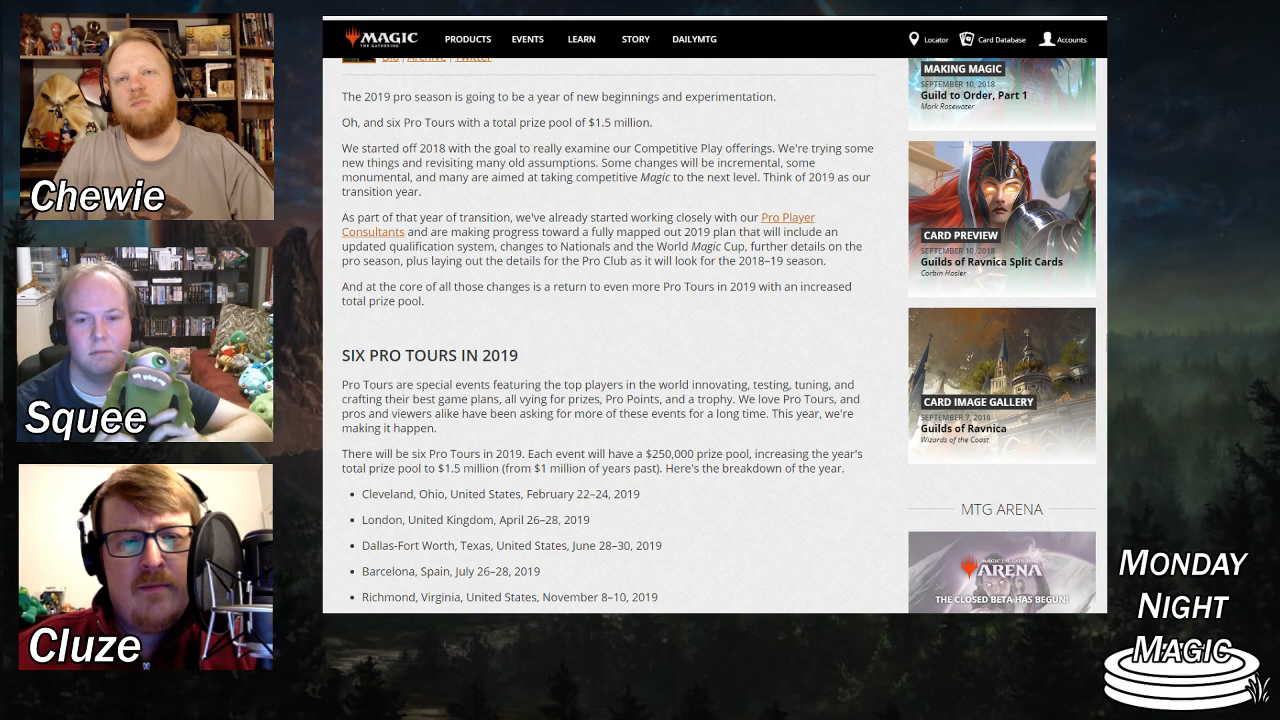 Chewie
Squee
Cluze
MAGIC
THE GATHERING
PRODUCTS
EVENTS
LEARN
STORY
DAILYMTG
Locator
Card Database
Accounts
Bio | Archive | Twitter
The 2019 pro season is going to be a year of new beginnings and experimentation.
Oh, and six Pro Tours with a total prize pool of $1.5 million.
We started off 2018 with the goal to really examine our Competitive Play offerings. We're trying some
new things and revisiting many old assumptions. Some changes will be incremental, some
monumental, and many are aimed at taking competitive Magic to the next level. Think of 2019 as our
transition year.
As part of that year of transition, we've already started working closely with our Pro Player
Consultants and are making progress toward a fully mapped out 2019 plan that will include an
updated qualification system, changes to Nationals and the World Magic Cup, further details on the
pro season, plus laying out the details for the Pro Club as it will look for the 2018–19 season.
And at the core of all those changes is a return to even more Pro Tours in 2019 with an increased
total prize pool.
SIX PRO TOURS IN 2019
Pro Tours are special events featuring the top players in the world innovating, testing, tuning, and
crafting their best game plans, all vying for prizes, Pro Points, and a trophy. We love Pro Tours, and
pros and viewers alike have been asking for more of these events for a long time. This year, we're
making it happen.
There will be six Pro Tours in 2019. Each event will have a $250,000 prize pool, increasing the year's
total prize pool to $1.5 million (from $1 million of years past). Here's the breakdown of the year.
• Cleveland, Ohio, United States, February 22–24, 2019
• London, United Kingdom, April 26–28, 2019
• Dallas-Fort Worth, Texas, United States, June 28–30, 2019
• Barcelona, Spain, July 26–28, 2019
• Richmond, Virginia, United States, November 8–10, 2019
MAKING MAGIC
SEPTEMBER 10, 2018
Guild to Order, Part 1
Mark Rosewater
CARD PREVIEW
SEPTEMBER 10, 2018
Guilds of Ravnica Split Cards
Corbin Hosler
CARD IMAGE GALLERY
SEPTEMBER 7, 2018
Guilds of Ravnica
Wizards of the Coast
MTG ARENA
MAGIC THE GATHERING
ARENA
THE CLOSED BETA HAS BEGUN!
MONDAY
NIGHT
MAGIC